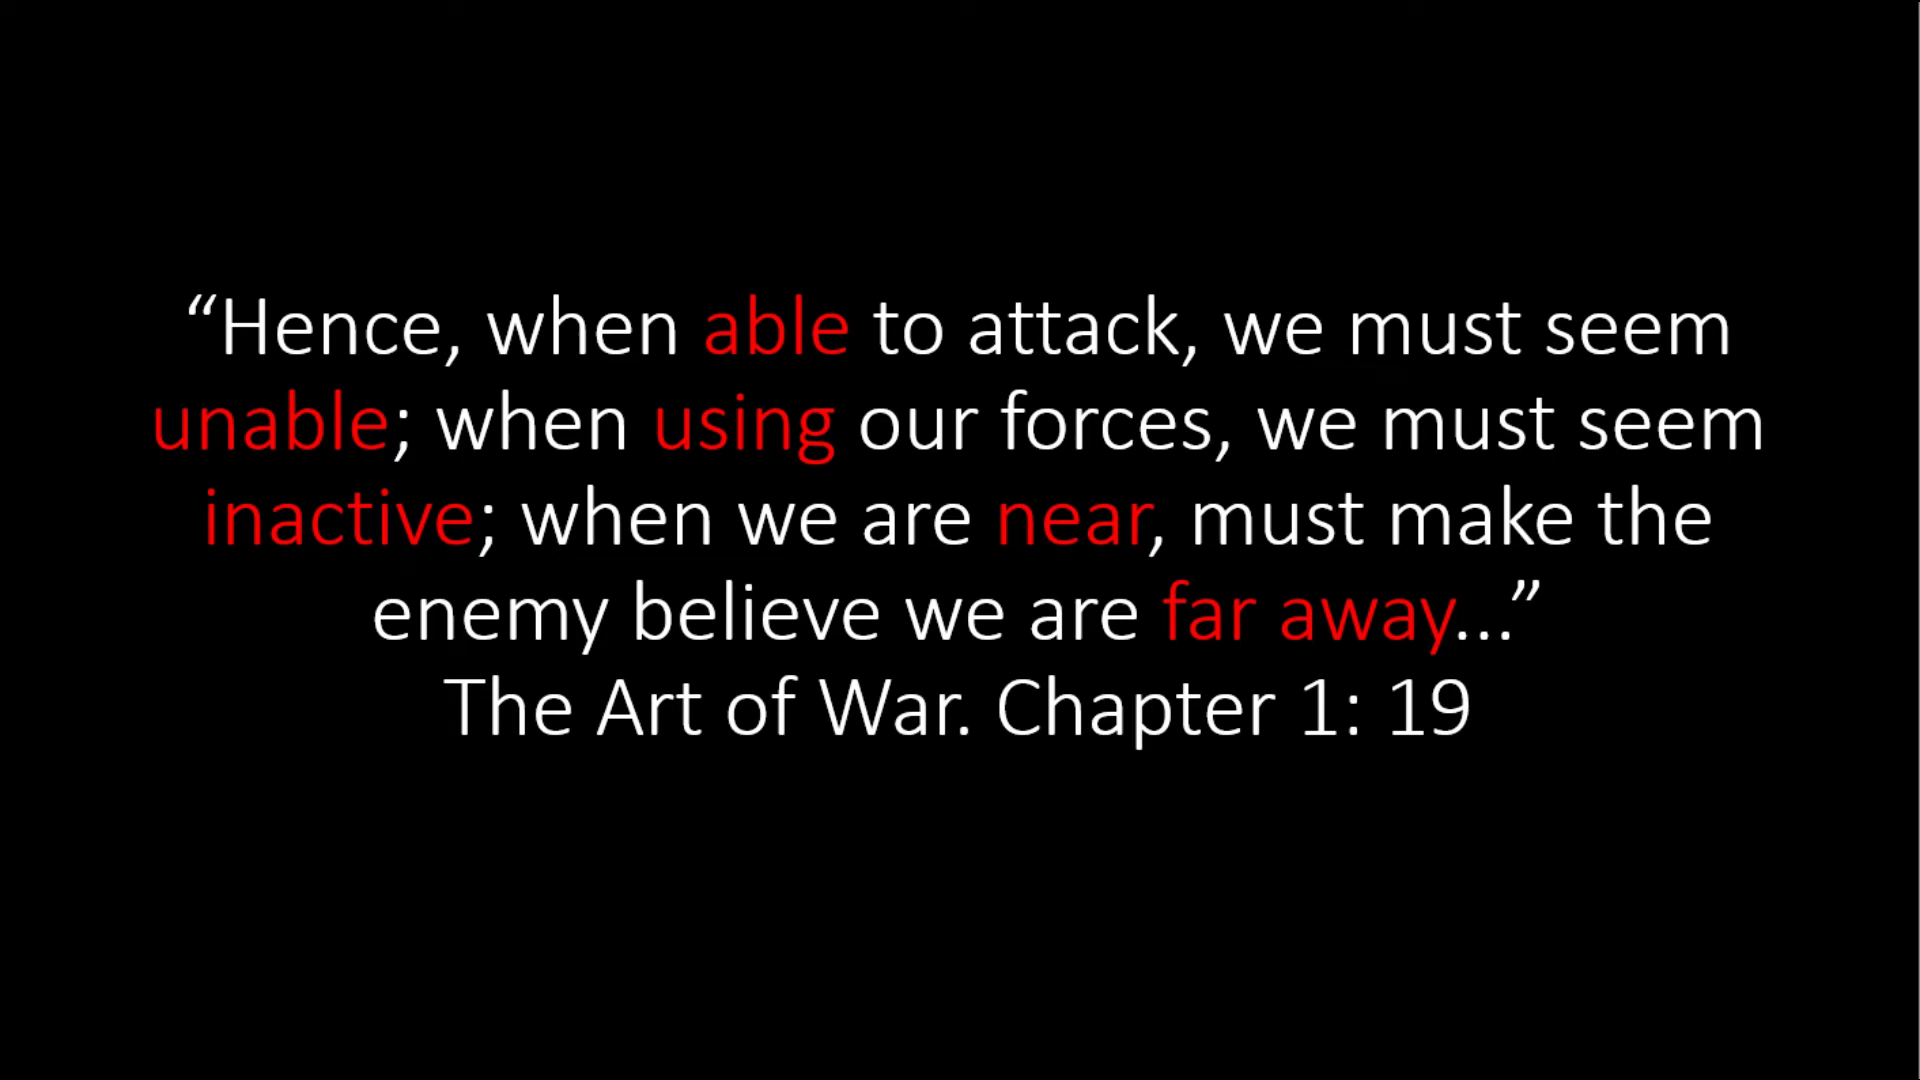 “Hence, when able to attack, we must seem
unable; when using our forces, we must seem
inactive; when we are near, must make the
enemy believe we are far away...”
The Art of War. Chapter 1: 19